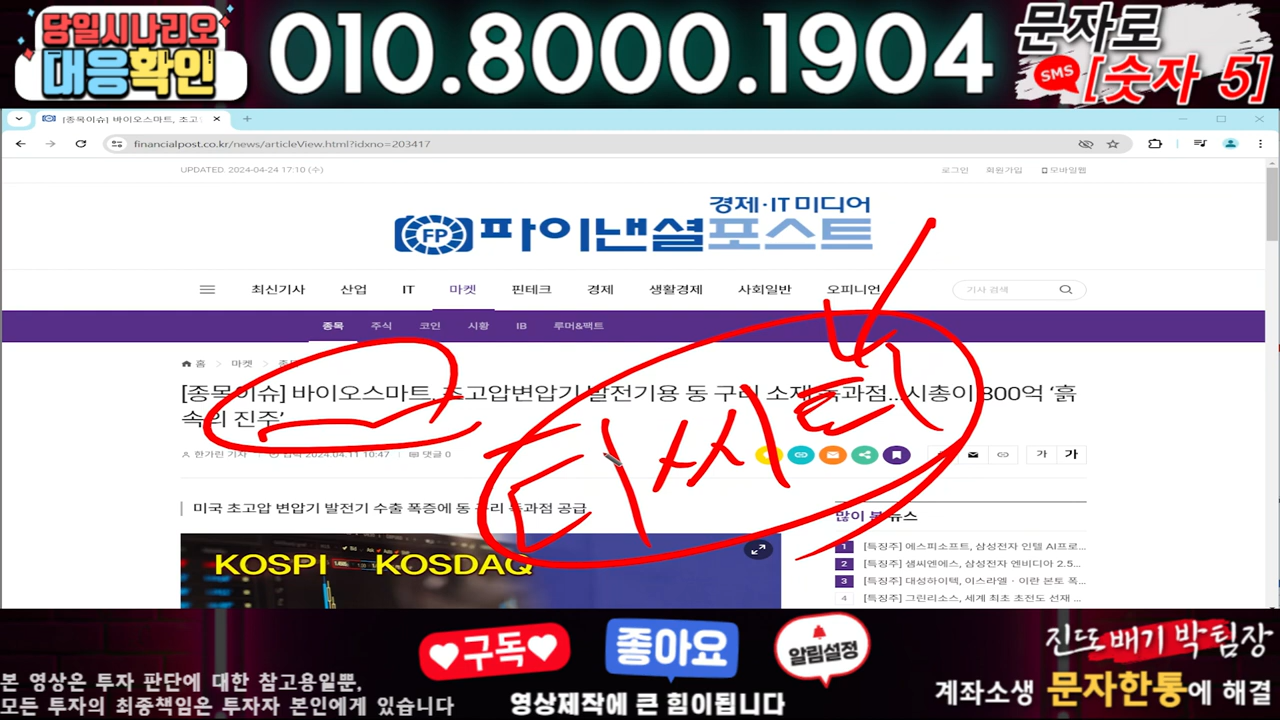 당일시나리오
대응확인
010.8000.1904
문자로
SMS
[숫자 5]
[종목이슈] 바이오스마트, 초고
financialpost.co.kr/news/articleView.html?idxno=203417
UPDATED. 2024-04-24 17:10 (수)
로그인 회원가입 모바일웹
경제·IT미디어
FP 파이낸셜포스트
최신기사 산업 IT 마켓 핀테크 경제 생활경제 사회일반 오피니언
기사 검색
종목 주식 코인 시황 IB 루머&팩트
홈 마켓
[종목이슈] 바이오스마트, 초고압변압기 발전기용 동 구리 소재 독과점...시총이 300억 ‘흙
속의 진주’
한가린 기자 입력 2024.04.11 10:47 댓글 0
가 가
미국 초고압 변압기 발전기 수출 폭증에 동 구리 독과점 공급
많이 본 뉴스
1 [특징주] 에스피소프트, 삼성전자 인텔 AI프로...
2 [특징주] 샘씨엔에스, 삼성전자 엔비디아 2.5...
3 [특징주] 대성하이텍, 이스라엘·이란 본토 폭...
4 [특징주] 그린리소스, 세계 최초 초전도 선재 ...
KOSPI KOSDAQ
구독
좋아요
알림설정
영상제작에 큰 힘이됩니다
본 영상은 투자 판단에 대한 참고용일뿐,
모든 투자의 최종책임은 투자자 본인에게 있습니다
진또배기 박팀장
계좌소생 문자한통에 해결